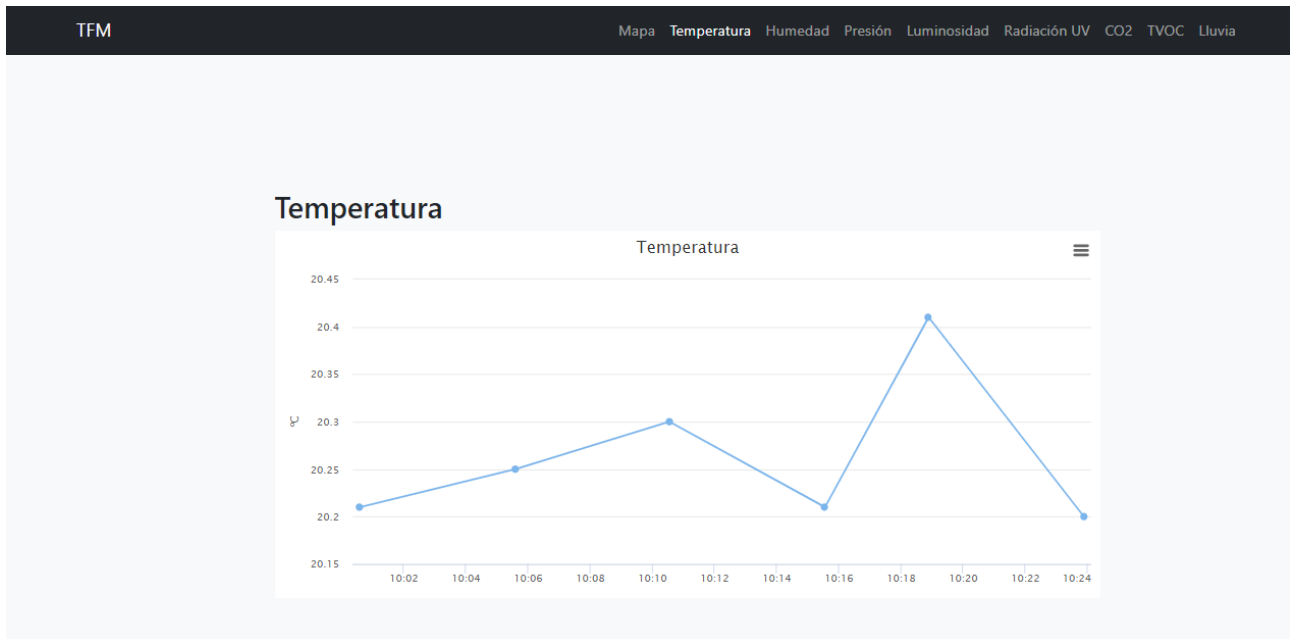 TFM Mapa Temperatura Humedad Presión Luminosidad Radiación UV CO2 TVOC Lluvia
Temperatura
Temperatura
20.45
20.4
20.35
ºC
20.3
20.25
20.2
20.15
10:02 10:04 10:06 10:08 10:10 10:12 10:14 10:16 10:18 10:20 10:22 10:24